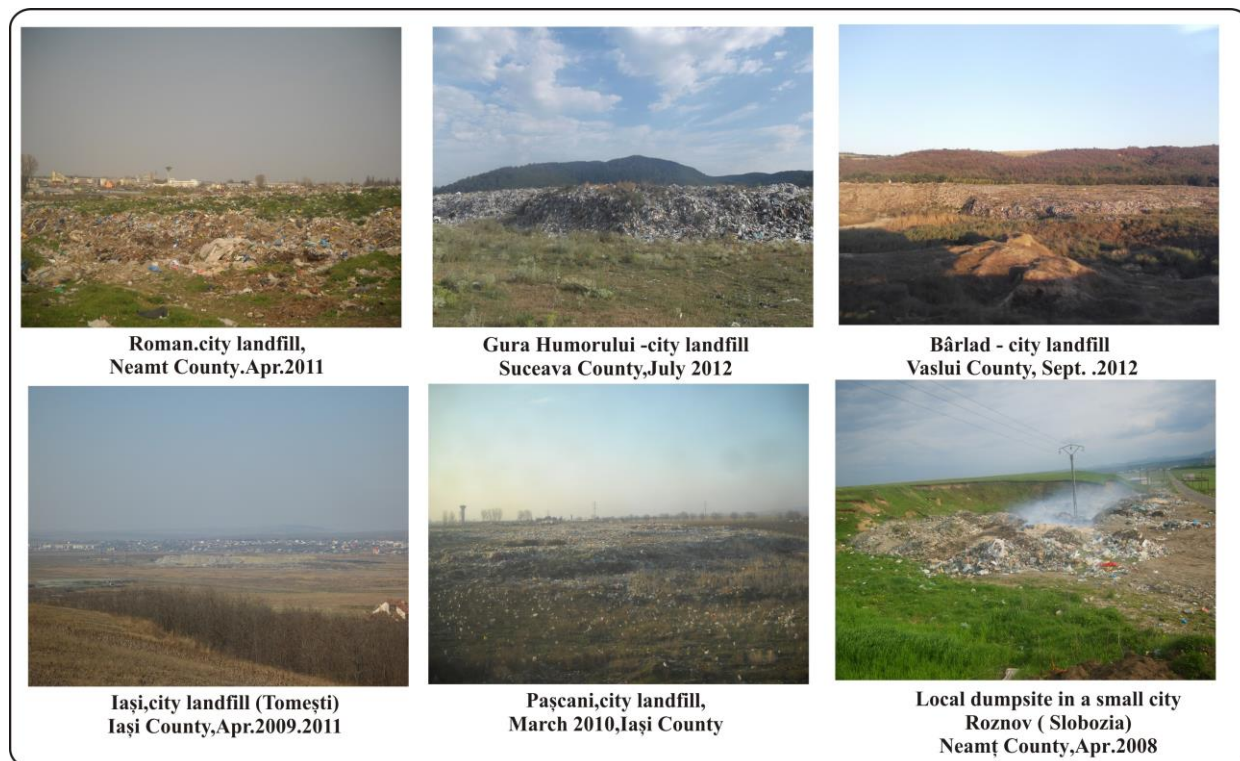 Roman.city landfill,
Neamt County.Apr.2011
Gura Humorului -city landfill
Suceava County,July 2012
Bârlad - city landfill
Vaslui County, Sept. .2012
Iași,city landfill (Tomești)
Iași County,Apr.2009.2011
Pașcani,city landfill,
March 2010,Iași County
Local dumpsite in a small city
Roznov ( Slobozia)
Neamț County,Apr.2008